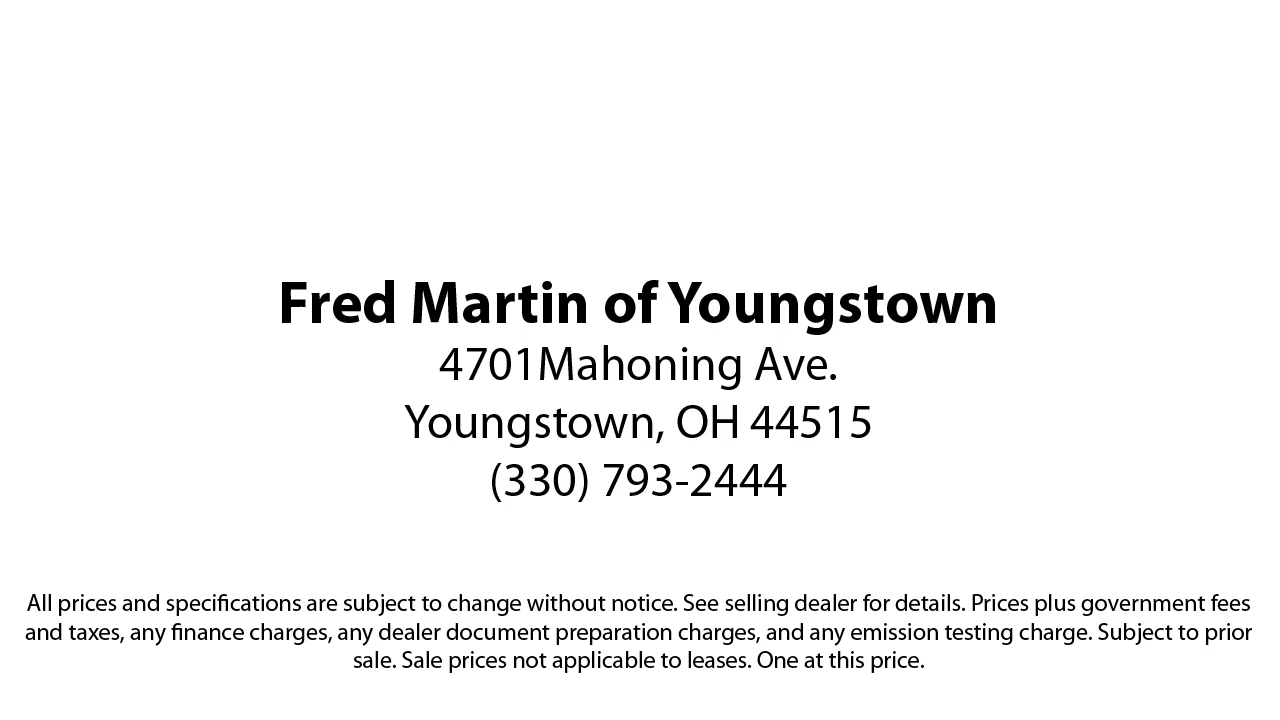 Fred Martin of Youngstown
4701Mahoning Ave.
Youngstown, OH 44515
(330) 793-2444
All prices and specifications are subject to change without notice. See selling dealer for details. Prices plus government fees
and taxes, any finance charges, any dealer document preparation charges, and any emission testing charge. Subject to prior
sale. Sale prices not applicable to leases. One at this price.